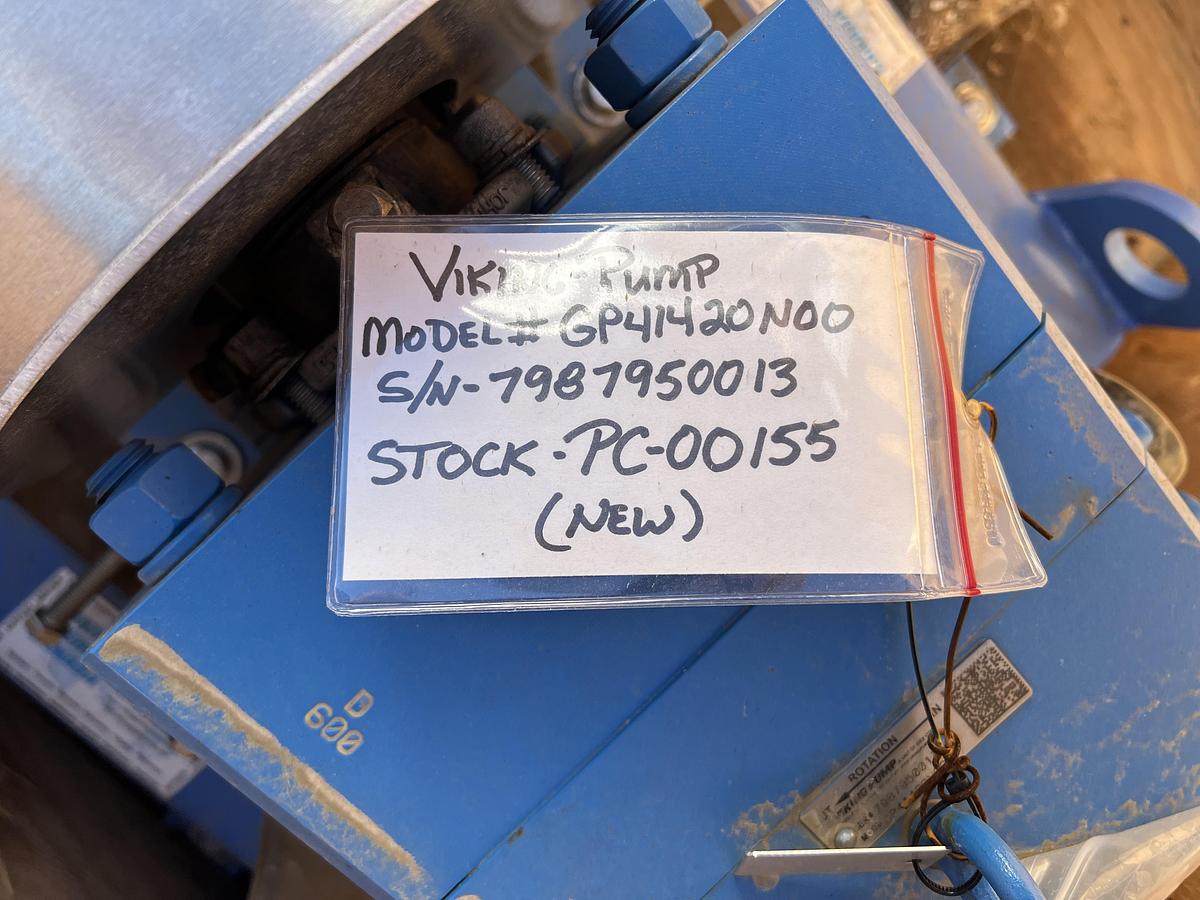 VIKING PUMP
MODEL# GP41420N00
S/N-7987950013
STOCK-PC-00155
(NEW)
D
600
ROTATION
VIKING PUMP